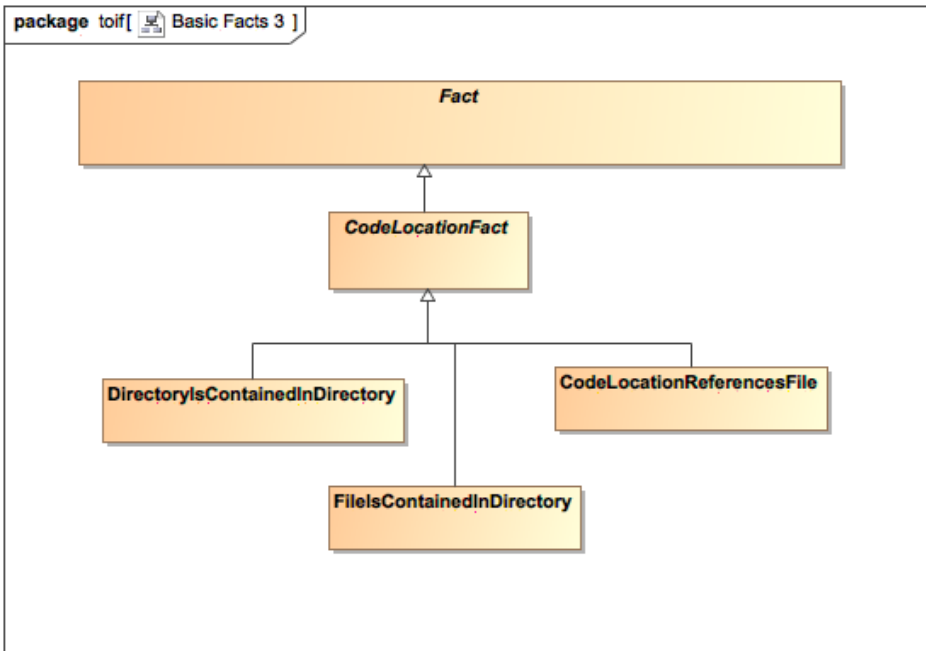 package toif[ Basic Facts 3 ]
Fact
CodeLocationFact
DirectoryIsContainedInDirectory
CodeLocationReferencesFile
FileIsContainedInDirectory